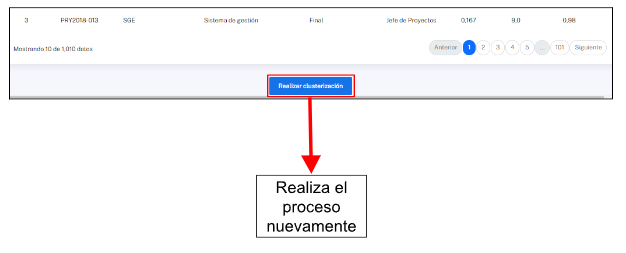 3 PRY2018-013 SGE Sistema de gestión Final Jefe de Proyectos 0,167 9,0 0,98
Mostrando 10 de 1,010 datos Anterior 1 2 3 4 5 ... 101 Siguiente
Realizar clusterización
Realiza el
proceso
nuevamente